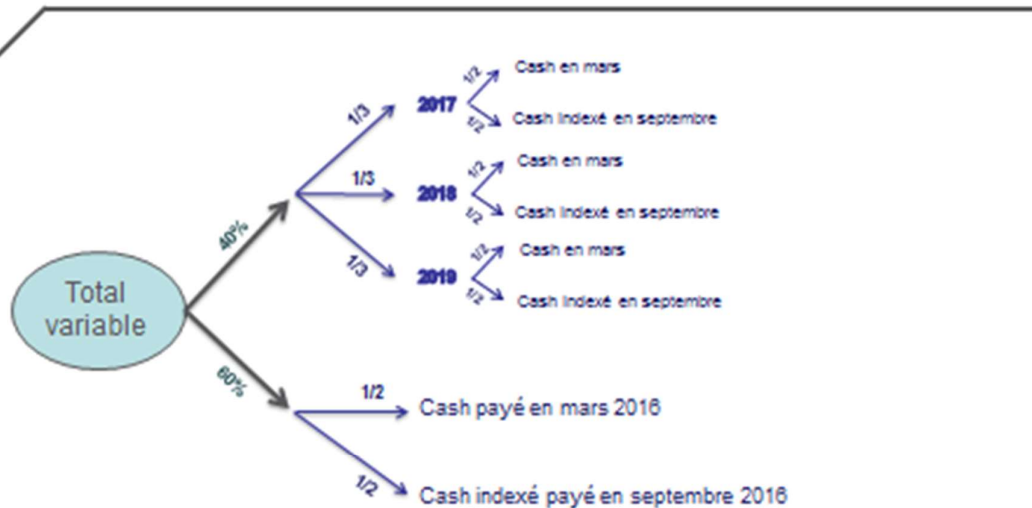 Total
variable
40%
1/3
2017
1/2
Cash en mars
1/2
Cash indexé en septembre
1/3
2018
1/2
Cash en mars
1/2
Cash indexé en septembre
1/3
2019
1/2
Cash en mars
1/2
Cash indexé en septembre
60%
1/2
Cash payé en mars 2016
1/2
Cash indexé payé en septembre 2016